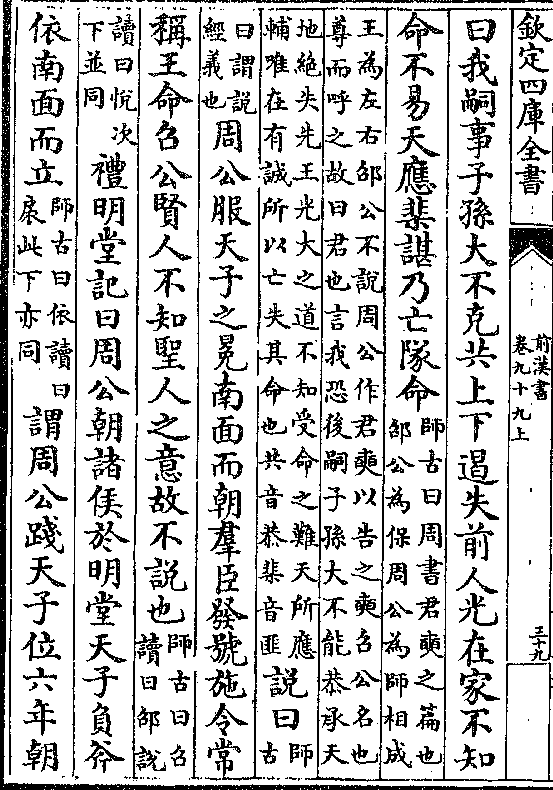 欽定四庫全書
前漢書
卷九十九上
三十九
曰我嗣事子孫大不克共上下遏失前人光在家不知
命不易天應棐諶乃亡隊命
師古曰周書君奭之篇也
邵公為保周公為師相成
王為左右邵公不說周公作君奭以告之奭召公名也
尊而呼之故曰君也言我恐後嗣子孫大不能恭承天
地絶失先王光大之道不知受命之難天所應
輔唯在有誠所以亡失其命也共音恭棐音匪
說曰
師
古
曰謂說
經義也
周公服天子之冕南面而朝羣臣發號施令常
稱王命召公賢人不知聖人之意故不說也
師古曰召
讀曰邵說
讀曰悅次
下並同
禮明堂記曰周公朝諸侯於明堂天子負斧
依南面而立
師古曰依讀曰
扆此下亦同
謂周公踐天子位六年朝